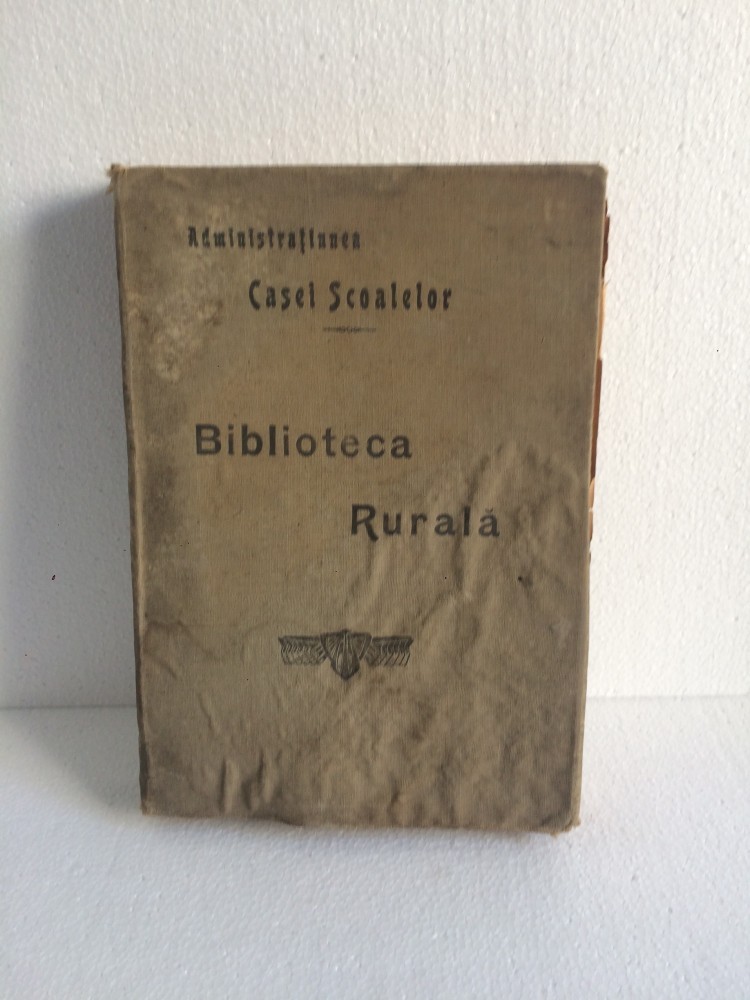 Administrațiunea
Casei Scoalelor
Biblioteca
Rurală